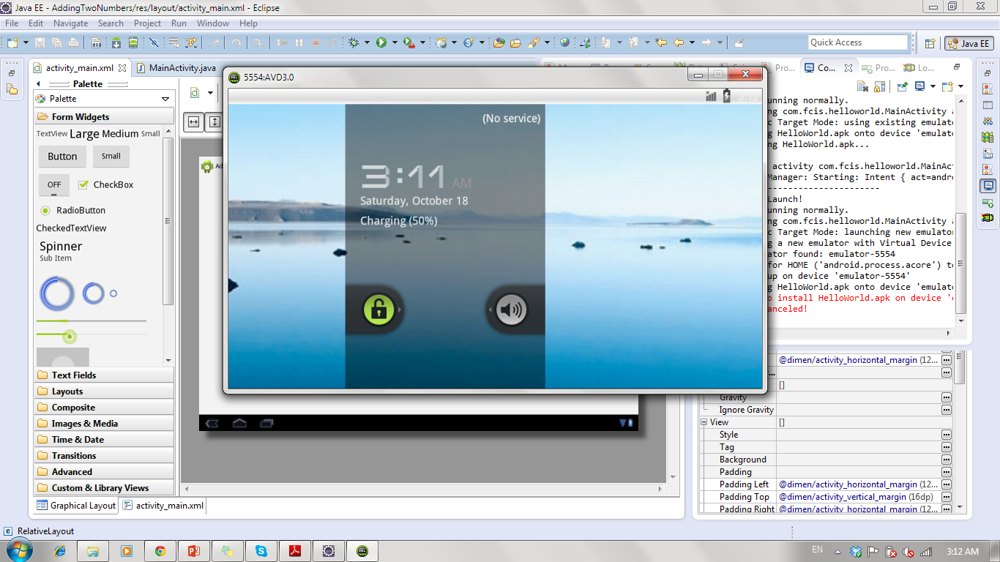 Java EE - AddingTwoNumbers/res/layout/activity_main.xml - Eclipse
File Edit Navigate Search Project Run Window Help
Quick Access
Java EE
activity_main.xml
MainActivity.java
Co...
Pro...
Pro...
Lo...
Palette
Palette
Form Widgets
TextView Large Medium Small
Button
Small
OFF
CheckBox
RadioButton
CheckedTextView
Spinner
Sub Item
Text Fields
Layouts
Composite
Images & Media
Time & Date
Transitions
Advanced
Custom & Library Views
Graphical Layout
activity_main.xml
5554:AVD3.0
3:12
(No service)
3:11 AM
Saturday, October 18
Charging (50%)
unning normally.
ng com.fcis.helloworld.MainActivity
c Target Mode: using existing emulato
g HelloWorld.apk onto device 'emulat
ng HelloWorld.apk...
activity com.fcis.helloworld.MainAct
Manager: Starting: Intent { act=andro
------------------------
Launch!
unning normally.
ng com.fcis.helloworld.MainActivity
c Target Mode: launching new emulato
g a new emulator with Virtual Device
ator found: emulator-5554
for HOME ('android.process.acore') to
up on device 'emulator-5554'
ng HelloWorld.apk onto device 'emulat
o install HelloWorld.apk on device '
anceled!
@dimen/activity_horizontal_margin (12...
[]
Gravity
Ignore Gravity
View []
Style
Tag
Background
Padding
Padding Left @dimen/activity_horizontal_margin (12...
Padding Top @dimen/activity_vertical_margin (16dp)
Padding Right @dimen/activity_horizontal_margin (12...
RelativeLayout
EN
3:12 AM